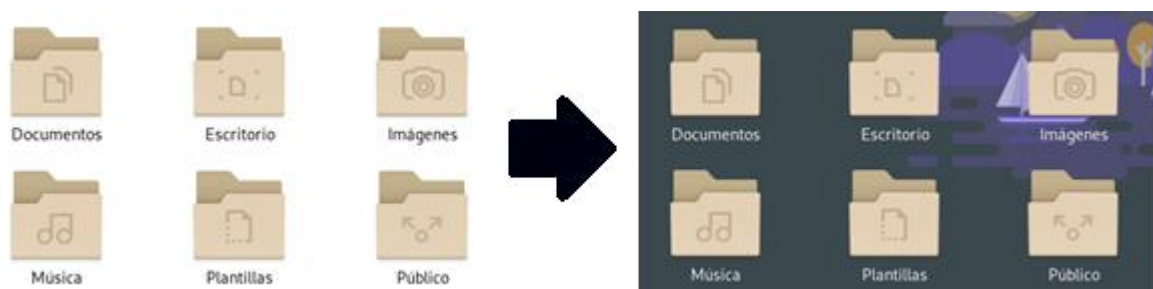 Documentos Escritorio Imágenes
Música Plantillas Público
Documentos Escritorio Imágenes
Música Plantillas Público